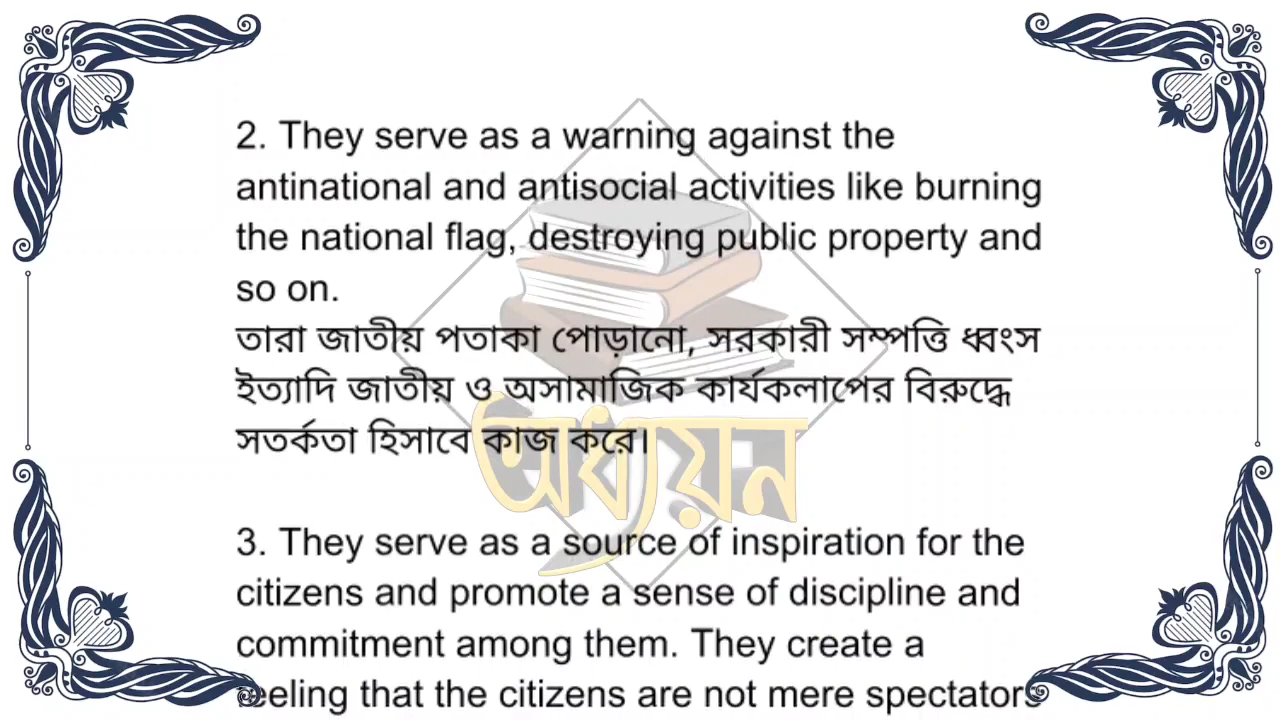 2. They serve as a warning against the
antinational and antisocial activities like burning
the national flag, destroying public property and
so on.
তারা জাতীয় পতাকা পোড়ানো, সরকারী সম্পত্তি ধ্বংস
ইত্যাদি জাতীয় ও অসামাজিক কার্যকলাপের বিরুদ্ধে
সতর্কতা হিসাবে কাজ করে।
অধ্যয়ন
3. They serve as a source of inspiration for the
citizens and promote a sense of discipline and
commitment among them. They create a
feeling that the citizens are not mere spectators